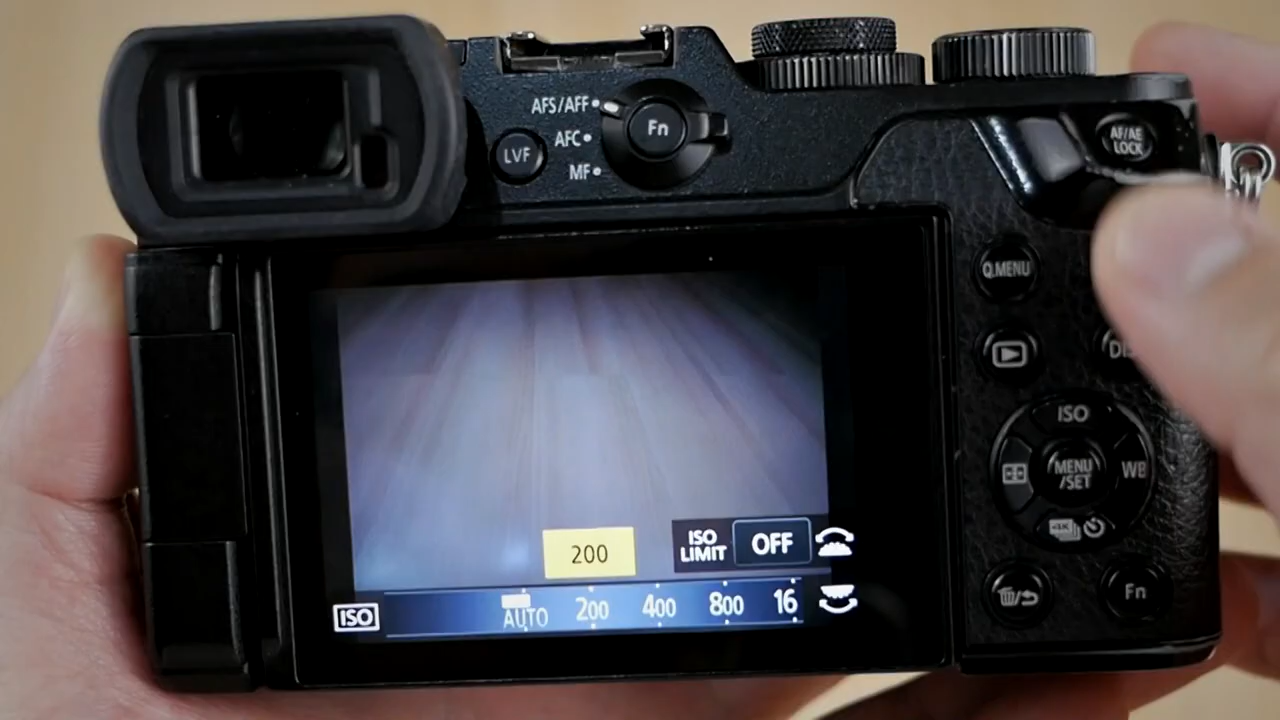 AFS/AFF
AFC
MF
LVF
Fn
AF/AE
LOCK
Q.MENU
ISO
WB
MENU
/SET
4K
Fn
200
ISO
LIMIT
OFF
ISO
AUTO
200
400
800
16